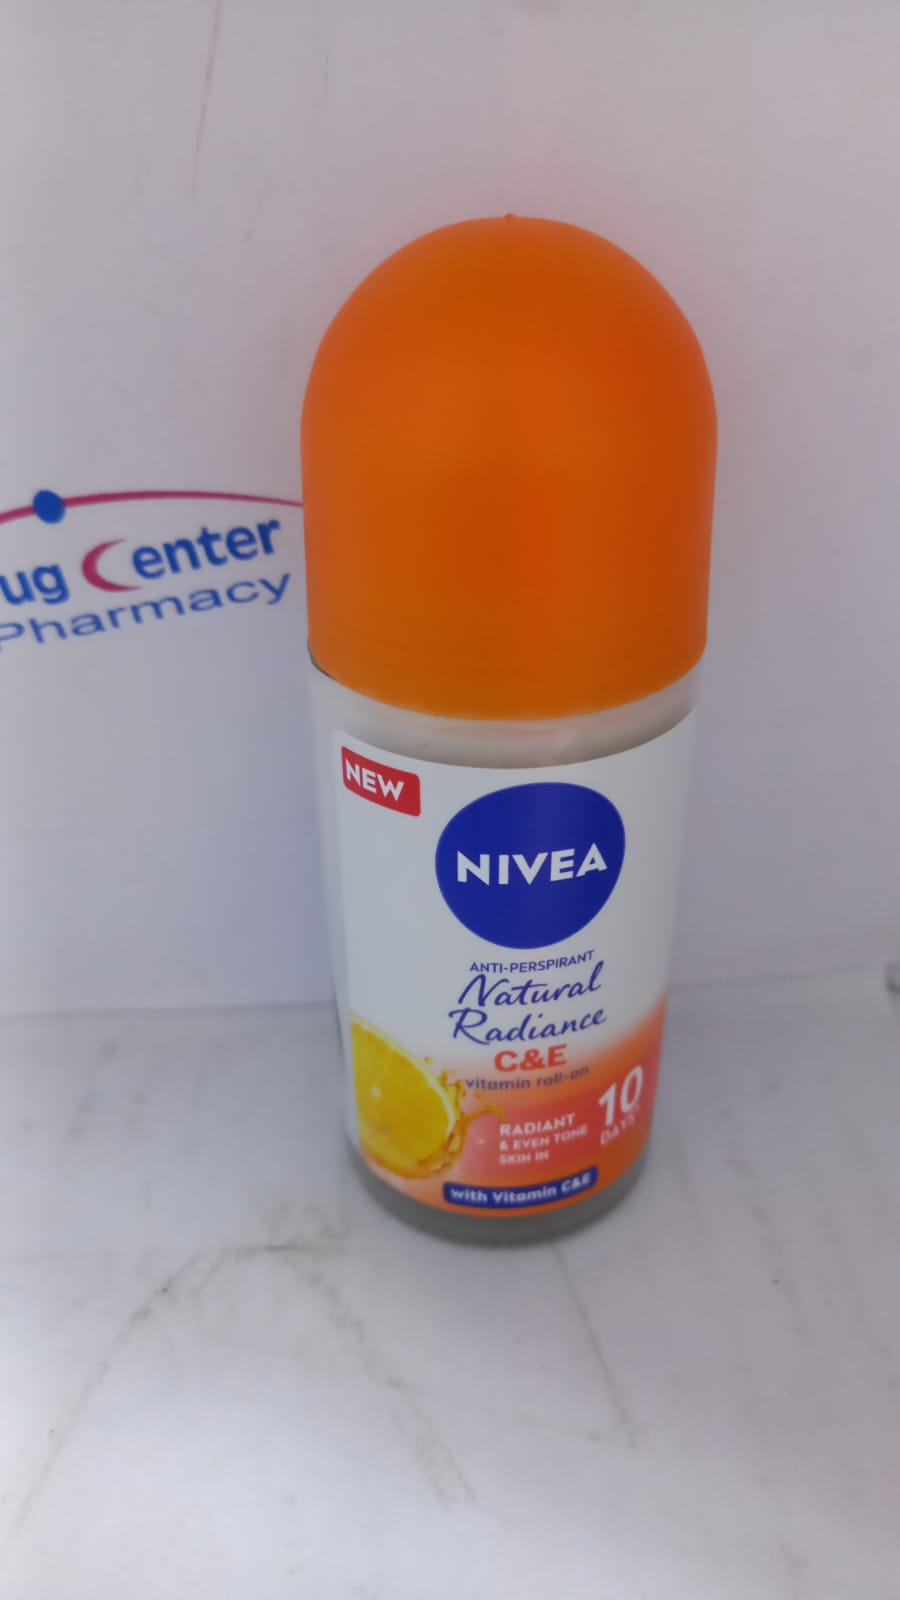 ug Center
Pharmacy
NEW
NIVEA
ANTI-PERSPIRANT
Natural
Radiance
C&E
vitamin roll-on
RADIANT
& EVEN TONE
SKIN IN
10
DAYS
with Vitamin C&E